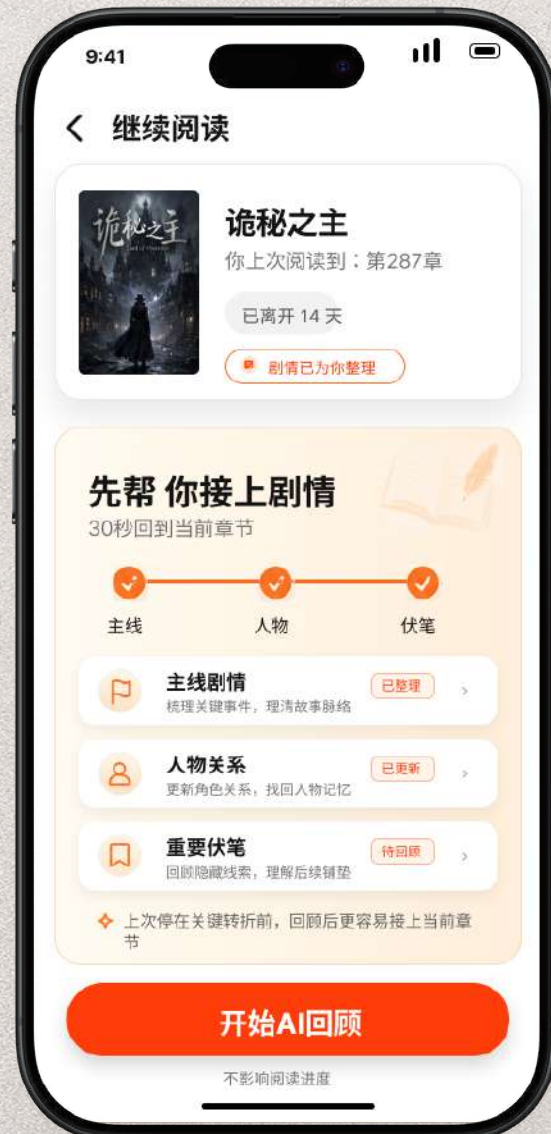 9:41
继续阅读
诡秘之主
诡秘之主
你上次阅读到：第287章
已离开 14 天
剧情已为你整理
先帮 你接上剧情
30秒回到当前章节
主线
人物
伏笔
主线剧情
已整理
梳理关键事件，理清故事脉络
人物关系
已更新
更新角色关系，找回人物记忆
重要伏笔
待回顾
回顾隐藏线索，理解后续铺垫
上次停在关键转折前，回顾后更容易接上当前章
节
开始AI回顾
不影响阅读进度